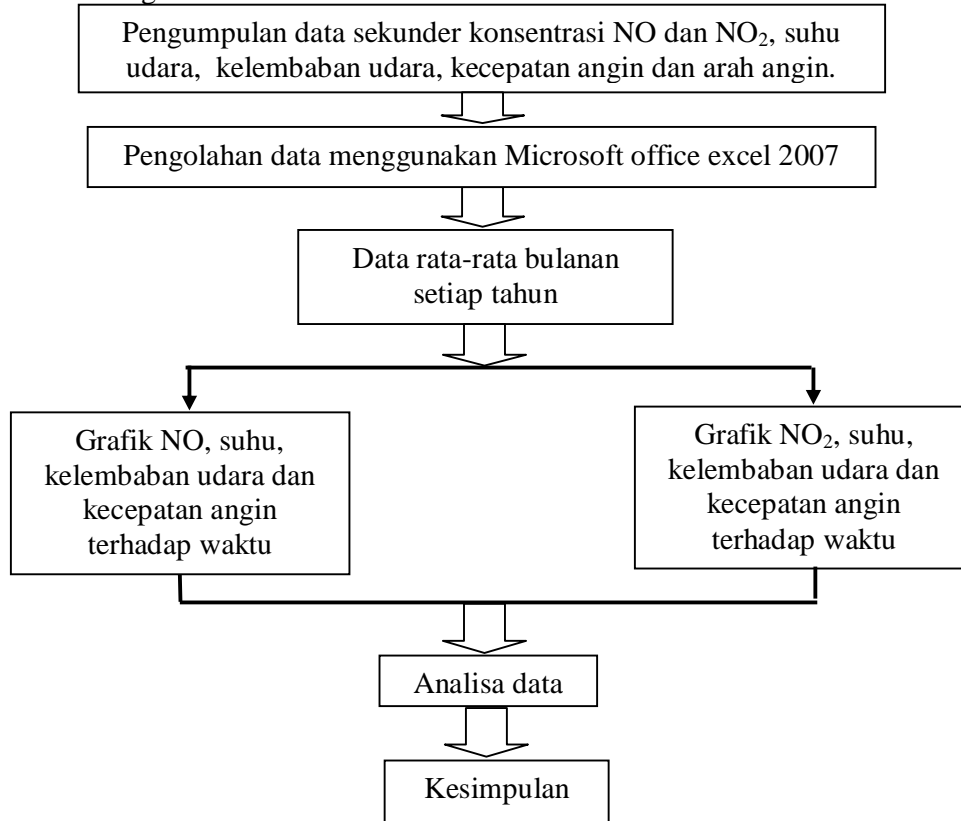 Pengumpulan data sekunder konsentrasi NO dan NO₂, suhu
udara, kelembaban udara, kecepatan angin dan arah angin.
Pengolahan data menggunakan Microsoft office excel 2007
Data rata-rata bulanan
setiap tahun
Grafik NO, suhu,
kelembaban udara dan
kecepatan angin
terhadap waktu
Grafik NO₂, suhu,
kelembaban udara dan
kecepatan angin
terhadap waktu
Analisa data
Kesimpulan